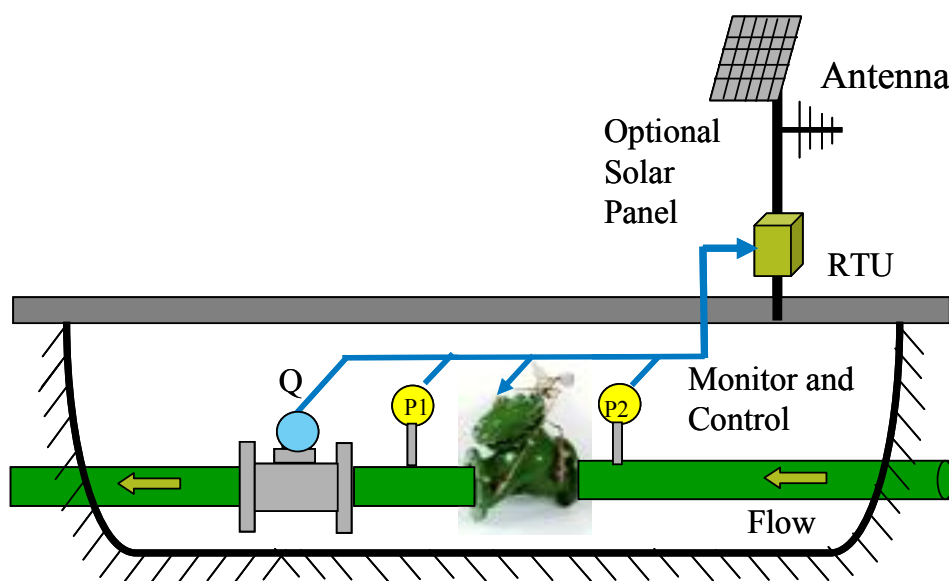 Antenna
Optional
Solar
Panel
RTU
Q
P1
P2
Monitor and
Control
Flow